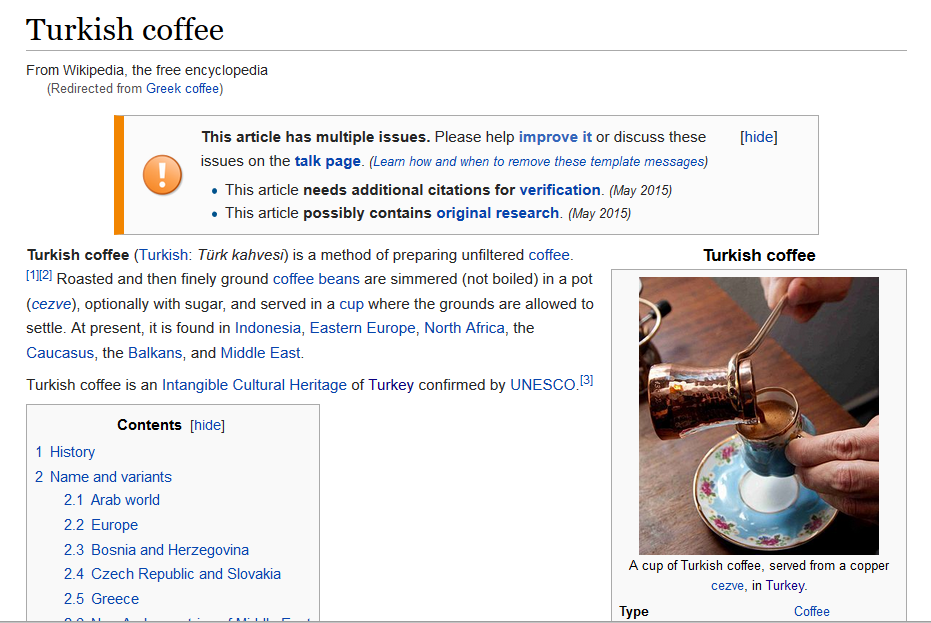 Turkish coffee
From Wikipedia, the free encyclopedia
(Redirected from Greek coffee)
This article has multiple issues. Please help improve it or discuss these [hide]
issues on the talk page. (Learn how and when to remove these template messages)
• This article needs additional citations for verification. (May 2015)
• This article possibly contains original research. (May 2015)
Turkish coffee (Turkish: Türk kahvesi) is a method of preparing unfiltered coffee.
[1][2] Roasted and then finely ground coffee beans are simmered (not boiled) in a pot
(cezve), optionally with sugar, and served in a cup where the grounds are allowed to
settle. At present, it is found in Indonesia, Eastern Europe, North Africa, the
Caucasus, the Balkans, and Middle East.
Turkish coffee is an Intangible Cultural Heritage of Turkey confirmed by UNESCO.[3]
Contents [hide]
1 History
2 Name and variants
2.1 Arab world
2.2 Europe
2.3 Bosnia and Herzegovina
2.4 Czech Republic and Slovakia
2.5 Greece
Turkish coffee
A cup of Turkish coffee, served from a copper
cezve, in Turkey.
Type Coffee